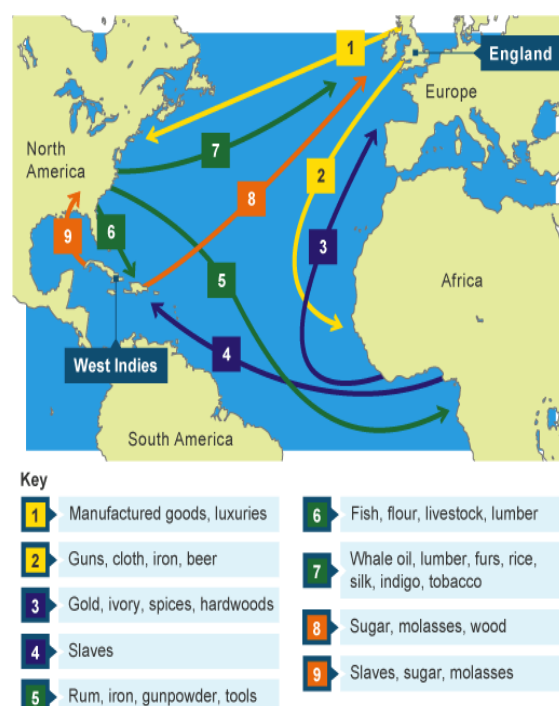 1
England
Europe
North
America
7
2
8
3
6
9
5
Africa
4
West Indies
South America
Key
1 Manufactured goods, luxuries
2 Guns, cloth, iron, beer
3 Gold, ivory, spices, hardwoods
4 Slaves
5 Rum, iron, gunpowder, tools
6 Fish, flour, livestock, lumber
7 Whale oil, lumber, furs, rice,
silk, indigo, tobacco
8 Sugar, molasses, wood
9 Slaves, sugar, molasses